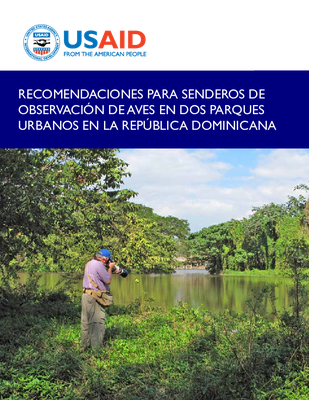 USAID
USAID
FROM THE AMERICAN PEOPLE
RECOMENDACIONES PARA SENDEROS DE
OBSERVACIÓN DE AVES EN DOS PARQUES
URBANOS EN LA REPÚBLICA DOMINICANA